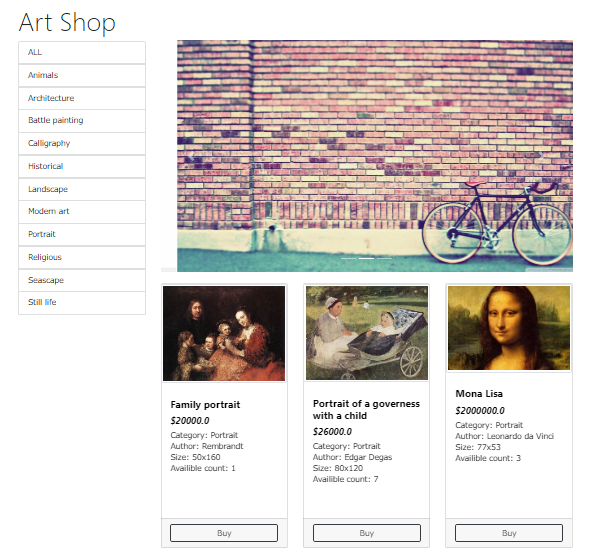 Art Shop
ALL
Animals
Architecture
Battle painting
Calligraphy
Historical
Landscape
Modern art
Portrait
Religious
Seascape
Still life
Family portrait
$20000.0
Category: Portrait
Author: Rembrandt
Size: 50x160
Availible count: 1
Buy
Portrait of a governess
with a child
$26000.0
Category: Portrait
Author: Edgar Degas
Size: 80x120
Availible count: 7
Buy
Mona Lisa
$2000000.0
Category: Portrait
Author: Leonardo da Vinci
Size: 77x53
Availible count: 3
Buy